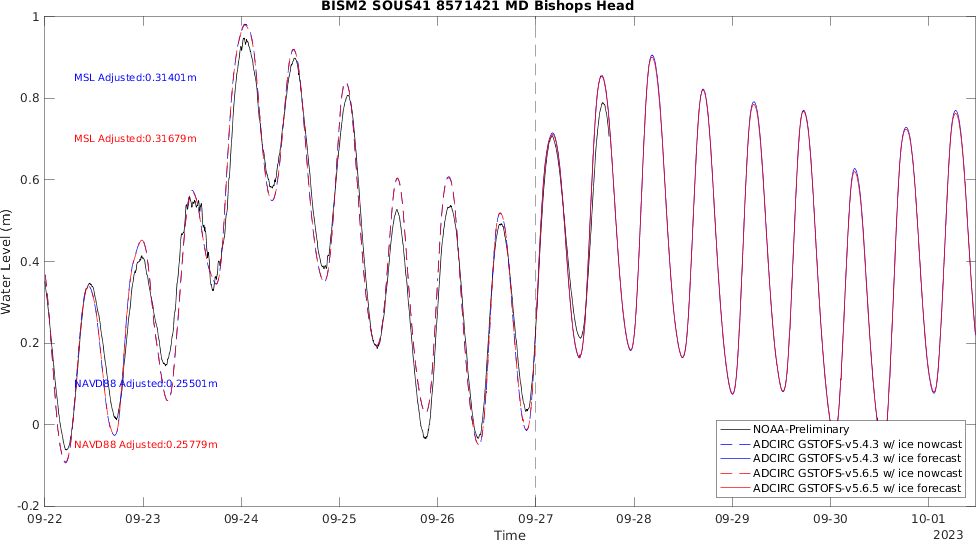 BISM2 SOUS41 8571421 MD Bishops Head
Water Level (m)
1
0.8
0.6
0.4
0.2
0
-0.2
MSL Adjusted:0.31401m
MSL Adjusted:0.31679m
NAVD88 Adjusted:0.25501m
NAVD88 Adjusted:0.25779m
NOAA-Preliminary
ADCIRC GSTOFS-v5.4.3 w/ ice nowcast
ADCIRC GSTOFS-v5.4.3 w/ ice forecast
ADCIRC GSTOFS-v5.6.5 w/ ice nowcast
ADCIRC GSTOFS-v5.6.5 w/ ice forecast
09-22 09-23 09-24 09-25 09-26 09-27 09-28 09-29 09-30 10-01
2023
Time